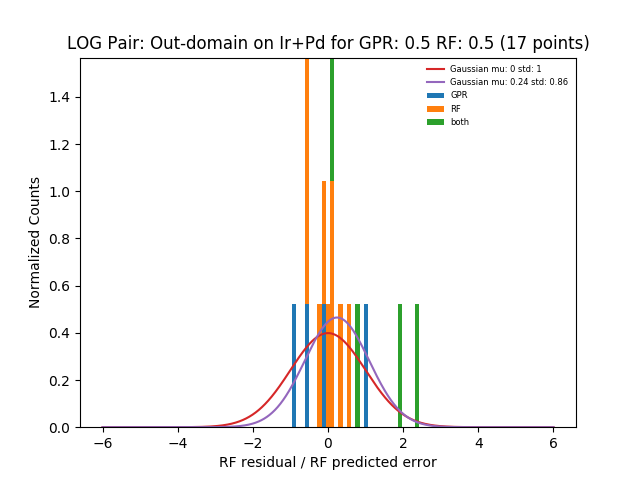 LOG Pair: Out-domain on Ir+Pd for GPR: 0.5 RF: 0.5 (17 points)
Gaussian mu: 0 std: 1
Gaussian mu: 0.24 std: 0.86
GPR
RF
both
Normalized Counts
1.4
1.2
1.0
0.8
0.6
0.4
0.2
0.0
−6
−4
−2
0
2
4
6
RF residual / RF predicted error